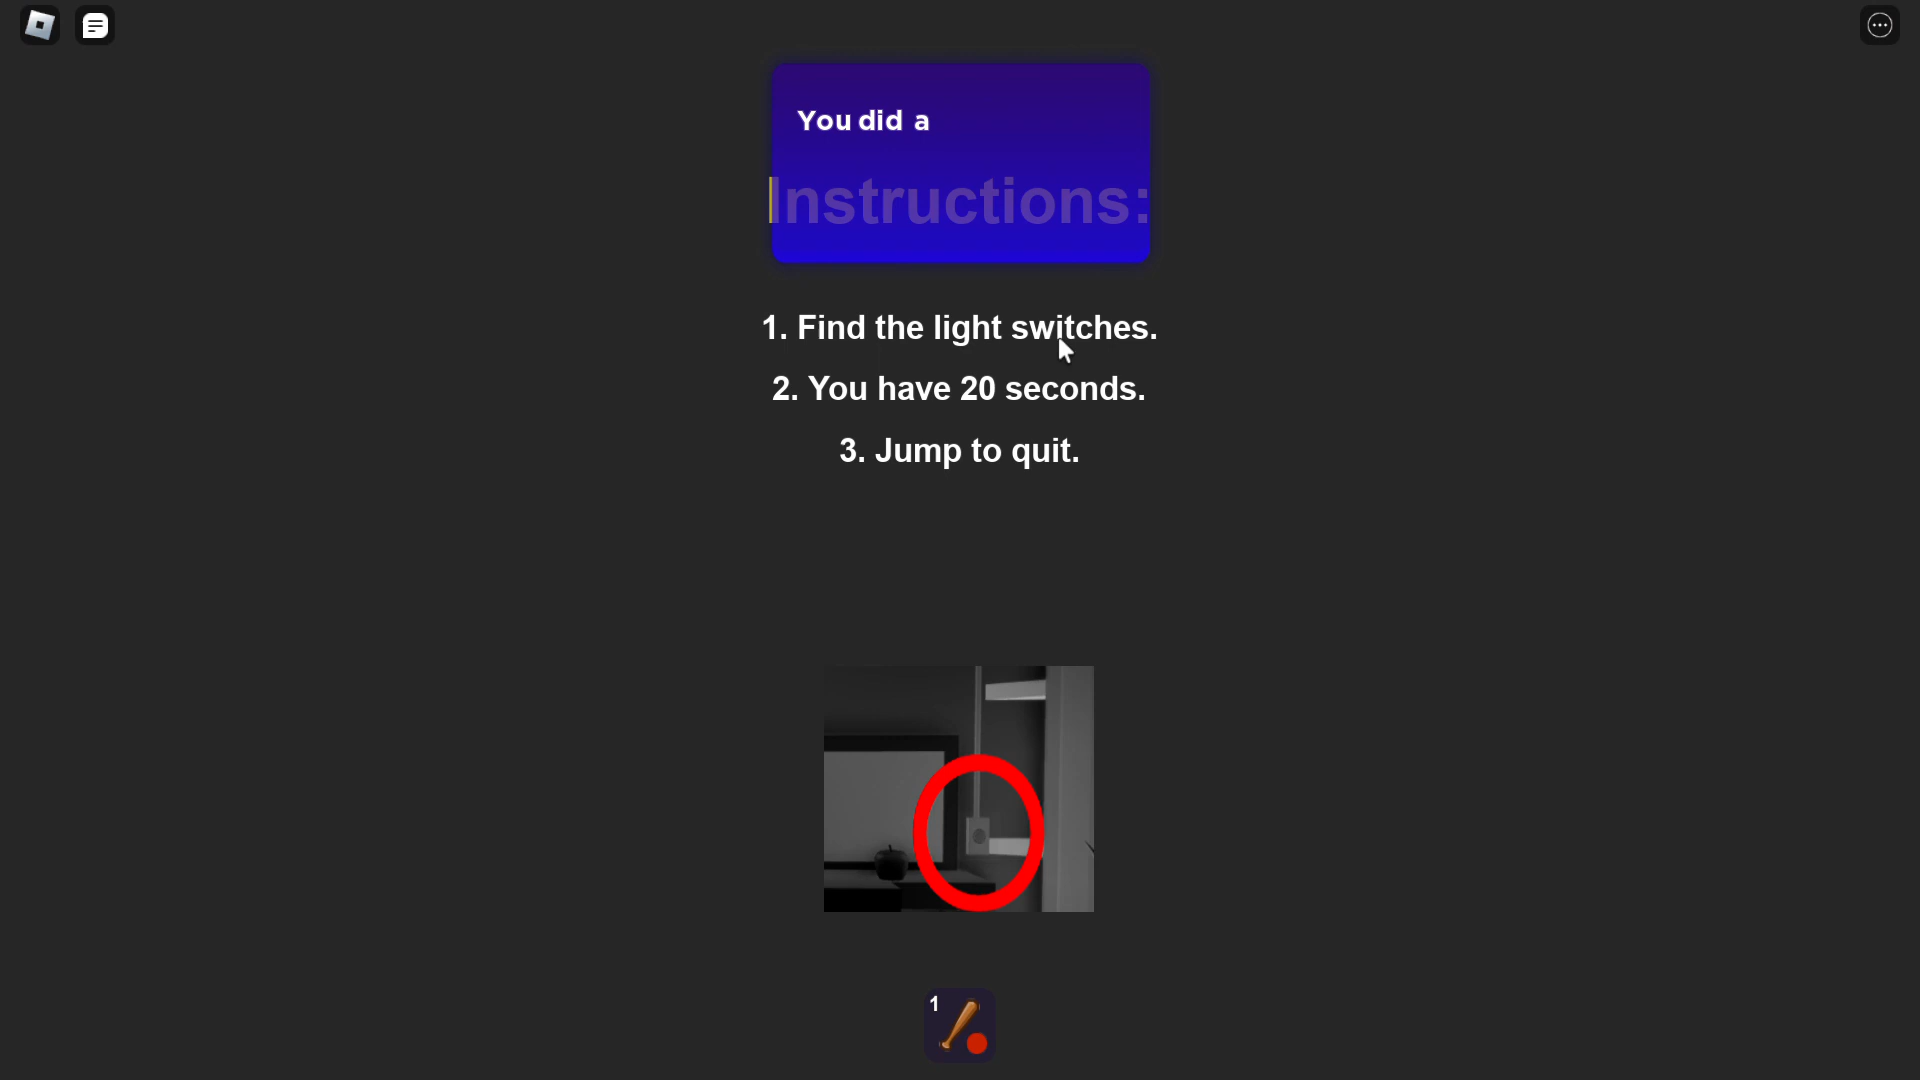 You did a
Instructions:
1. Find the light switches.
2. You have 20 seconds.
3. Jump to quit.
1